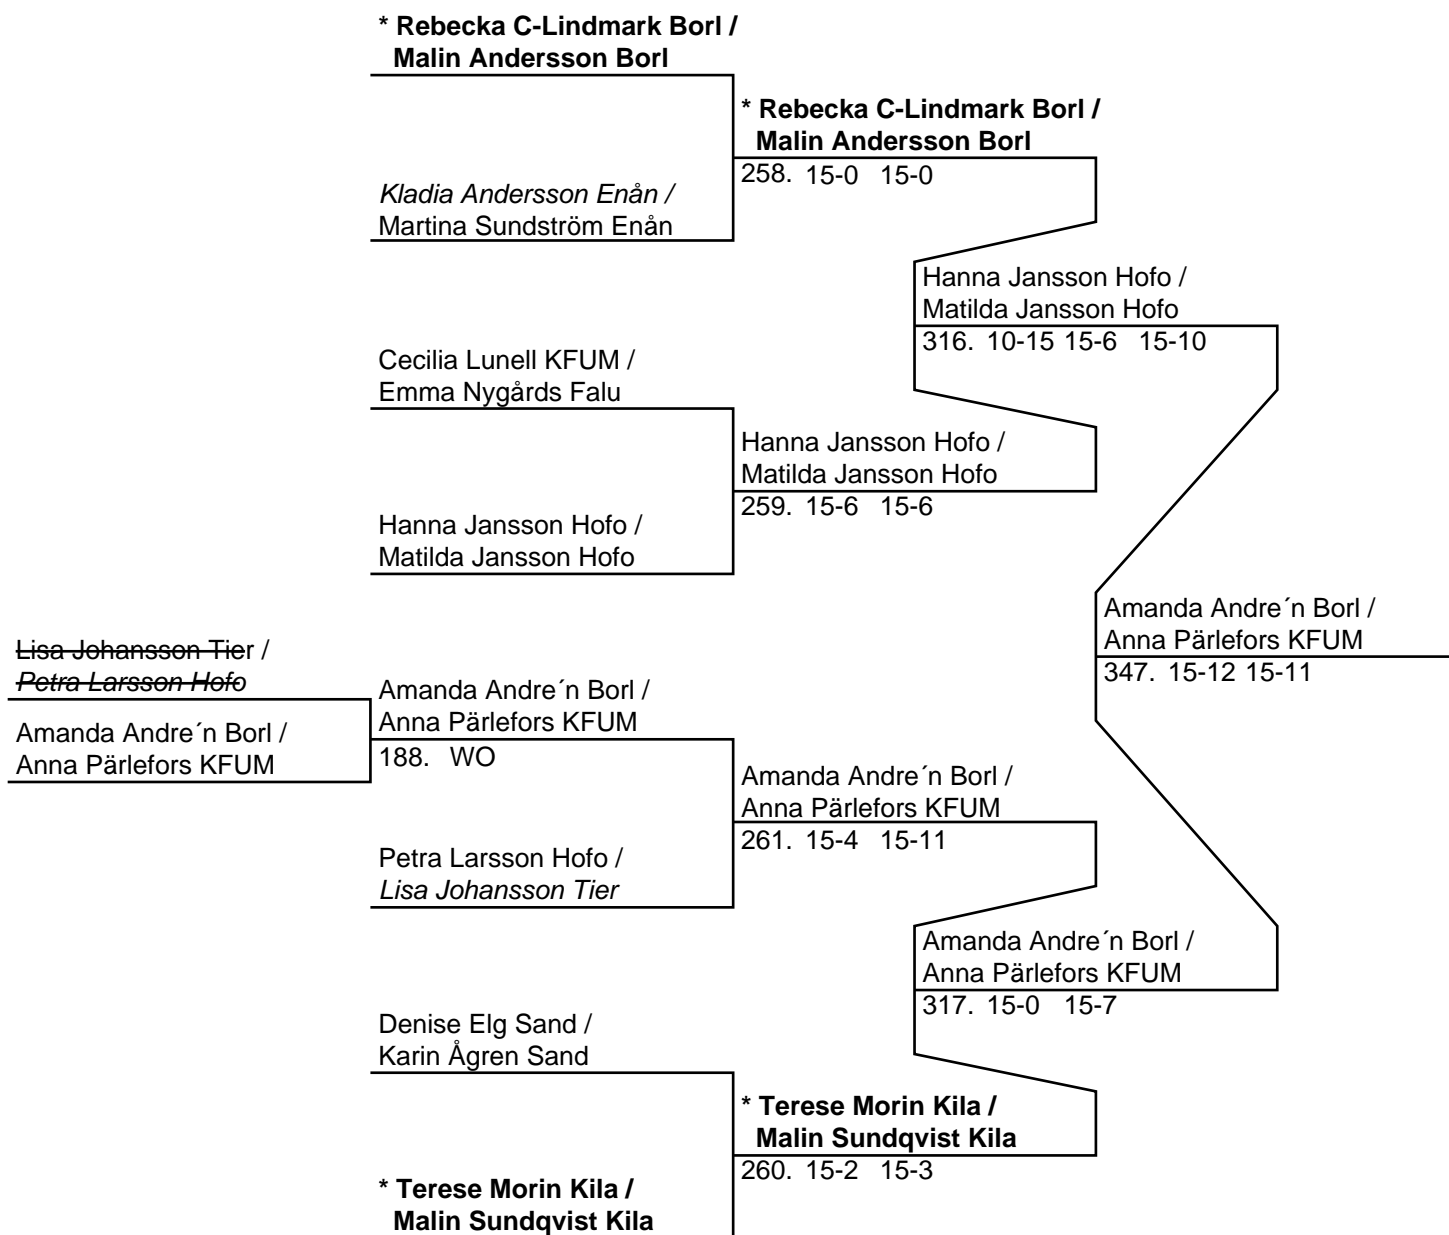 * Rebecka C-Lindmark Borl /
Malin Andersson Borl
* Rebecka C-Lindmark Borl /
Malin Andersson Borl
258. 15-0 15-0
Kladia Andersson Enån /
Martina Sundström Enån
Hanna Jansson Hofo /
Matilda Jansson Hofo
316. 10-15 15-6 15-10
Cecilia Lunell KFUM /
Emma Nygårds Falu
Hanna Jansson Hofo /
Matilda Jansson Hofo
259. 15-6 15-6
Hanna Jansson Hofo /
Matilda Jansson Hofo
Amanda Andre´n Borl /
Anna Pärlefors KFUM
347. 15-12 15-11
Lisa Johansson Tier /
Petra Larsson Hofo
Amanda Andre´n Borl /
Anna Pärlefors KFUM
188. WO
Amanda Andre´n Borl /
Anna Pärlefors KFUM
Amanda Andre´n Borl /
Anna Pärlefors KFUM
261. 15-4 15-11
Petra Larsson Hofo /
Lisa Johansson Tier
Amanda Andre´n Borl /
Anna Pärlefors KFUM
317. 15-0 15-7
Denise Elg Sand /
Karin Ågren Sand
* Terese Morin Kila /
Malin Sundqvist Kila
260. 15-2 15-3
* Terese Morin Kila /
Malin Sundqvist Kila